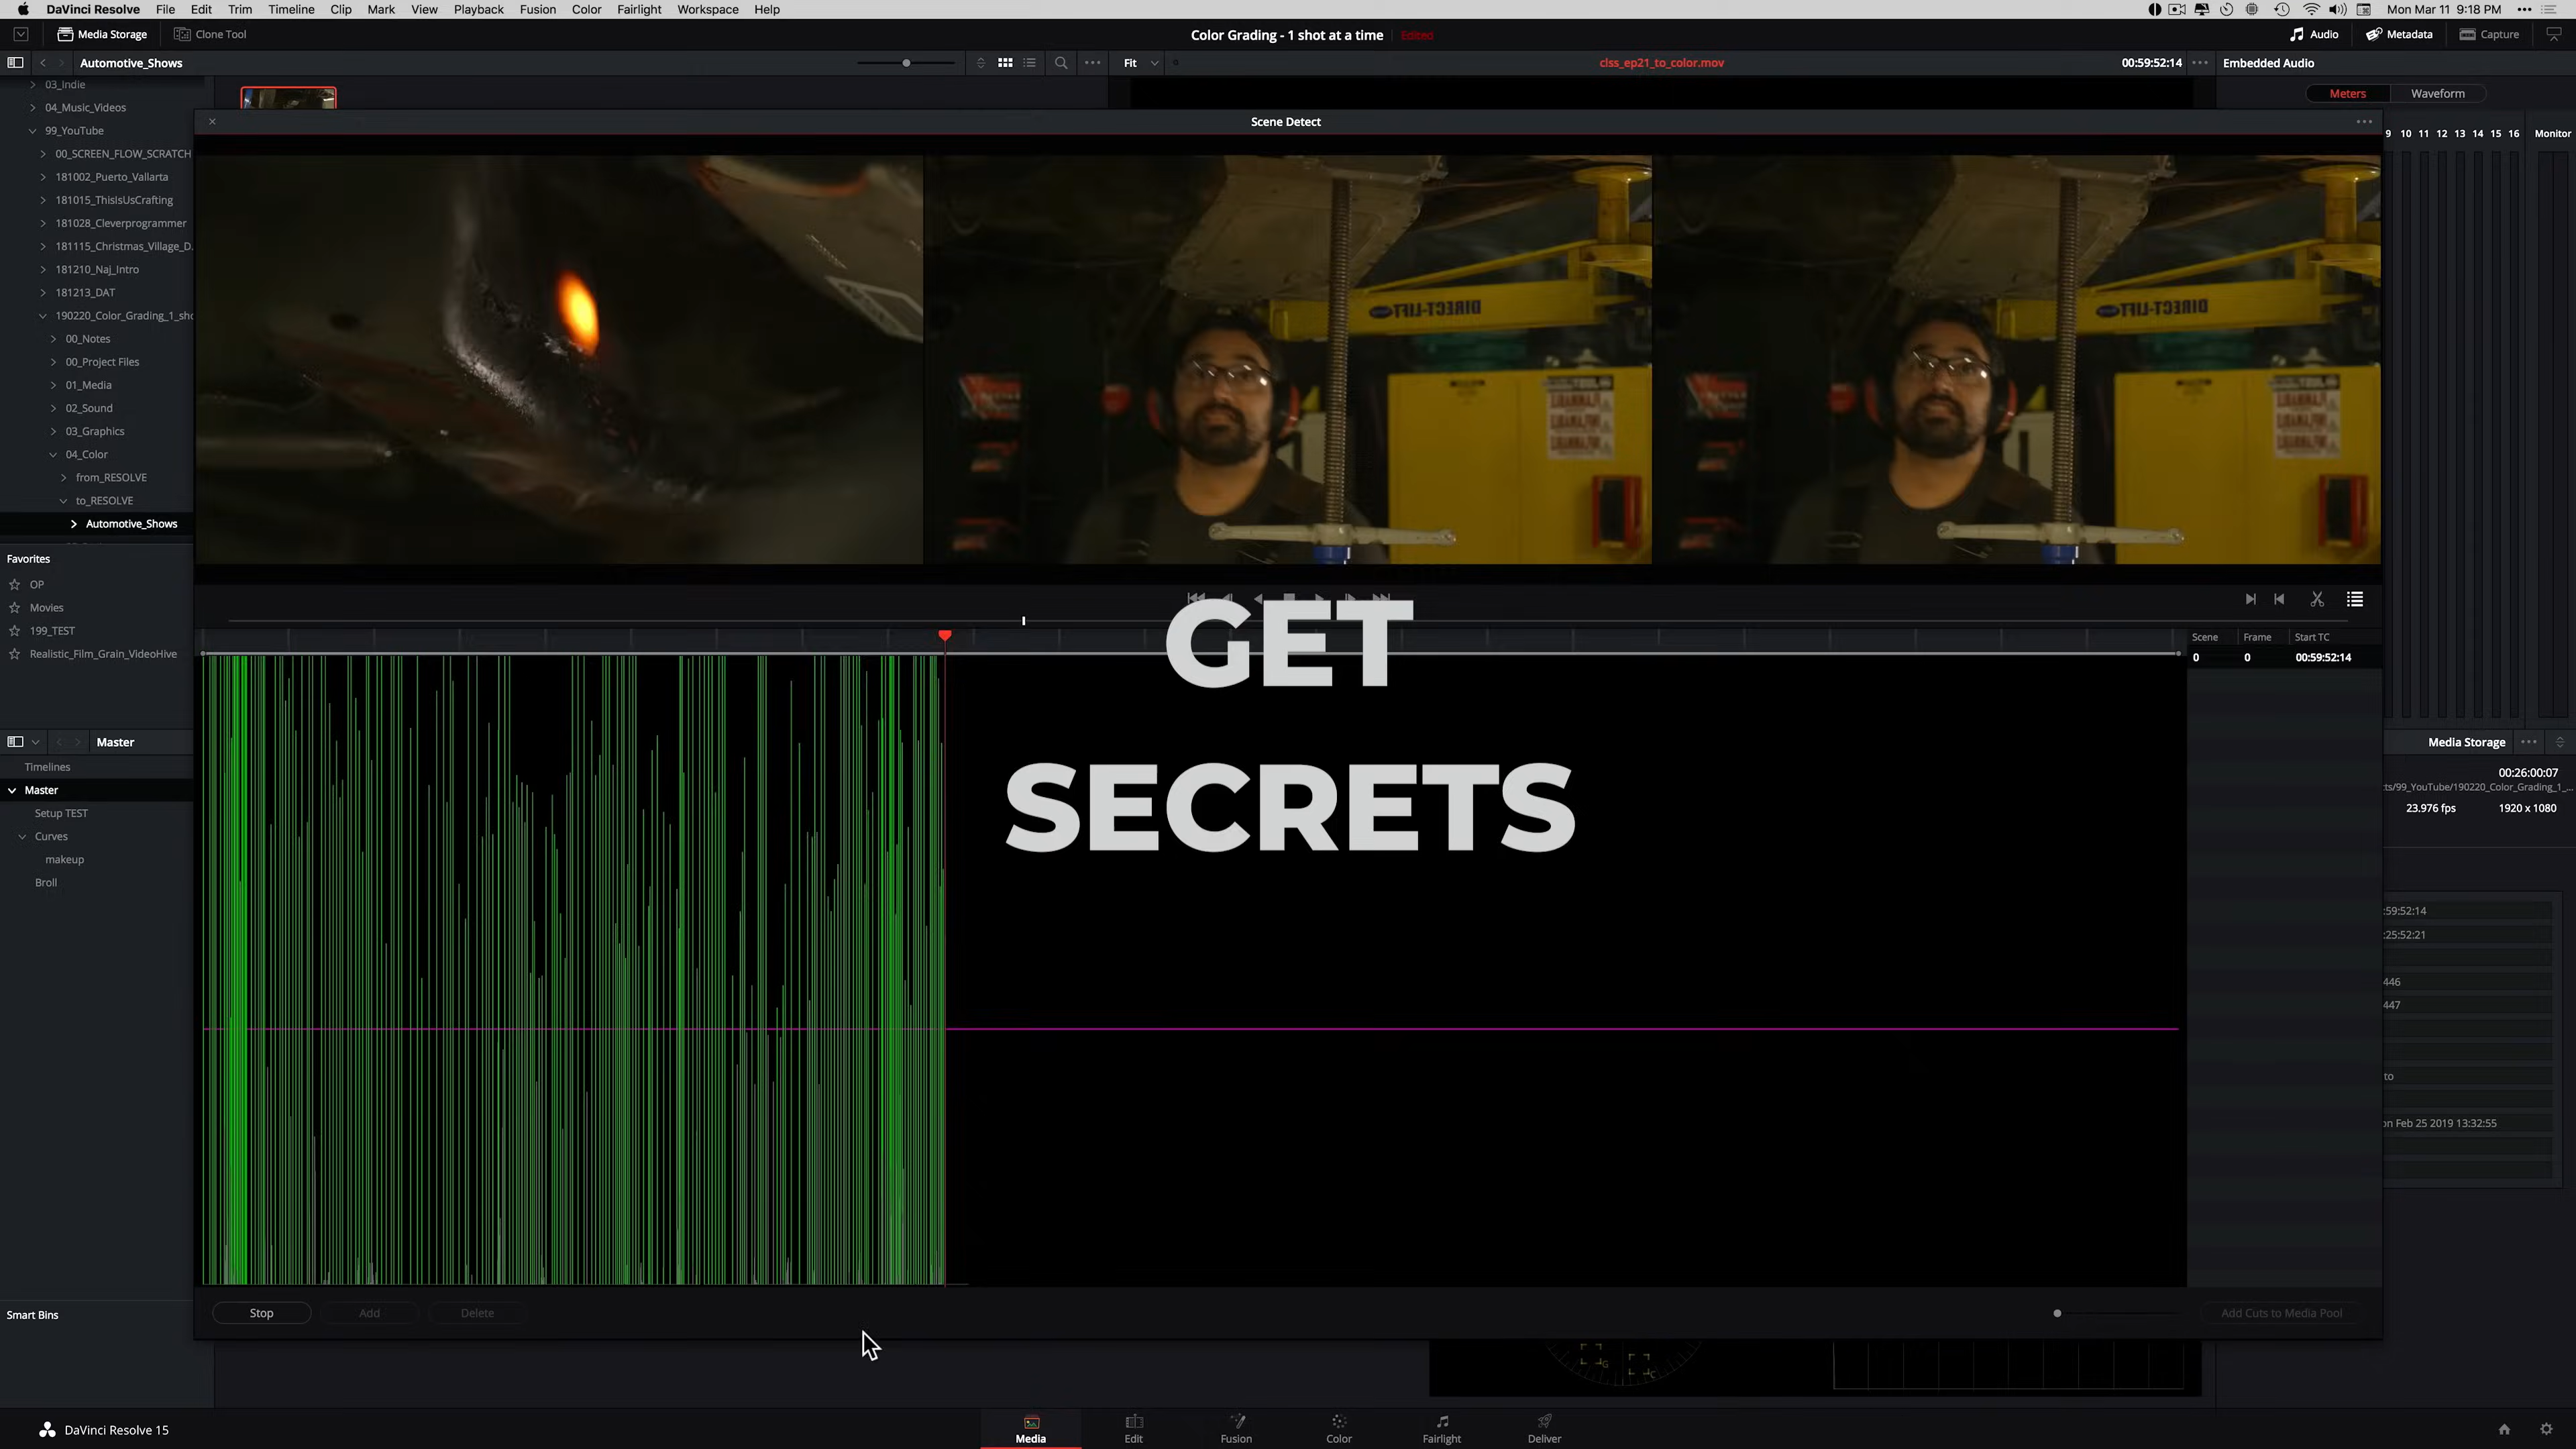 DaVinci Resolve File Edit Trim Timeline Clip Mark View Playback Fusion Color Fairlight Workspace Help Mon Mar 11 9:18 PM
Media Storage Clone Tool Color Grading - 1 shot at a time Edited Audio Metadata Capture
Automotive_Shows Fit clss_ep21_to_color.mov 00:59:52:14 Embedded Audio
Meters Waveform
03_Indie
04_Music_Videos
99_YouTube
00_SCREEN_FLOW_SCRATCH
181002_Puerto_Vallarta
181015_ThisIsUsCrafting
181028_Cleverprogrammer
181115_Christmas_Village_D...
181210_Naj_Intro
181213_DAT
190220_Color_Grading_1_sho
00_Notes
00_Project Files
01_Media
02_Sound
03_Graphics
04_Color
from_RESOLVE
to_RESOLVE
Automotive_Shows
Scene Detect
9 10 11 12 13 14 15 16 Monitor
DIRECT-LIFT
DIRECT-LIFT
Favorites
OP
Movies
199_TEST
Realistic_Film_Grain_VideoHive
Scene Frame Start TC
0 0 00:59:52:14
GET
SECRETS
Master
Timelines
Master
Setup TEST
Curves
makeup
Broll
Media Storage
00:26:00:07
ts/99_YouTube/190220_Color_Grading_1_...
23.976 fps 1920 x 1080
:59:52:14
:25:52:21
446
447
to
on Feb 25 2019 13:32:55
Smart Bins
Stop Add Delete Add Cuts to Media Pool
G
C
DaVinci Resolve 15 Media Edit Fusion Color Fairlight Deliver